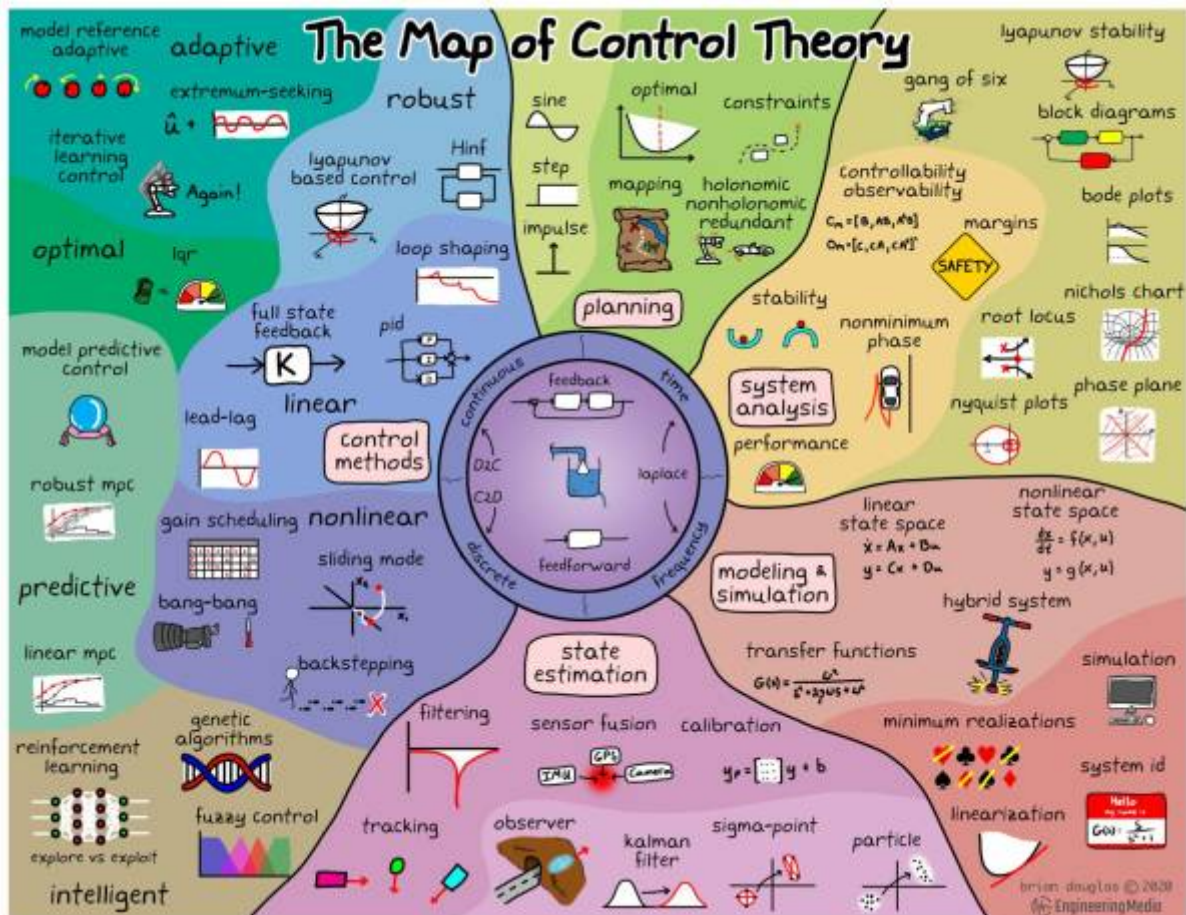 The Map of Control Theory
model reference
adaptive
adaptive
extremum-seeking
û +
iterative
learning
control
Again!
robust
lyapunov
based control
Hinf
optimal
lqr
loop shaping
full state
feedback
K
pid
linear
lead-lag
control
methods
model predictive
control
robust mpc
predictive
linear mpc
gain scheduling
nonlinear
sliding mode
bang-bang
backstepping
X
reinforcement
learning
explore vs exploit
genetic
algorithms
fuzzy control
intelligent
sine
step
impulse
optimal
constraints
mapping
holonomic
nonholonomic
redundant
planning
continuous
time
discrete
frequency
feedback
D2C
C2D
laplace
feedforward
gang of six
lyapunov stability
block diagrams
controllability
observability
margins
SAFETY
bode plots
nichols chart
stability
nonminimum
phase
root locus
phase plane
nyquist plots
system
analysis
performance
linear
state space
ẋ = Ax + Bu
y = Cx + Du
nonlinear
state space
dx/dt = f(x, u)
y = g(x, u)
modeling &
simulation
hybrid system
transfer functions
simulation
minimum realizations
system id
Hello
my name is
linearization
state
estimation
filtering
sensor fusion
IMU
GPS
Camera
calibration
tracking
observer
kalman
filter
sigma-point
particle
brian douglas © 2020
EngineeringMedia